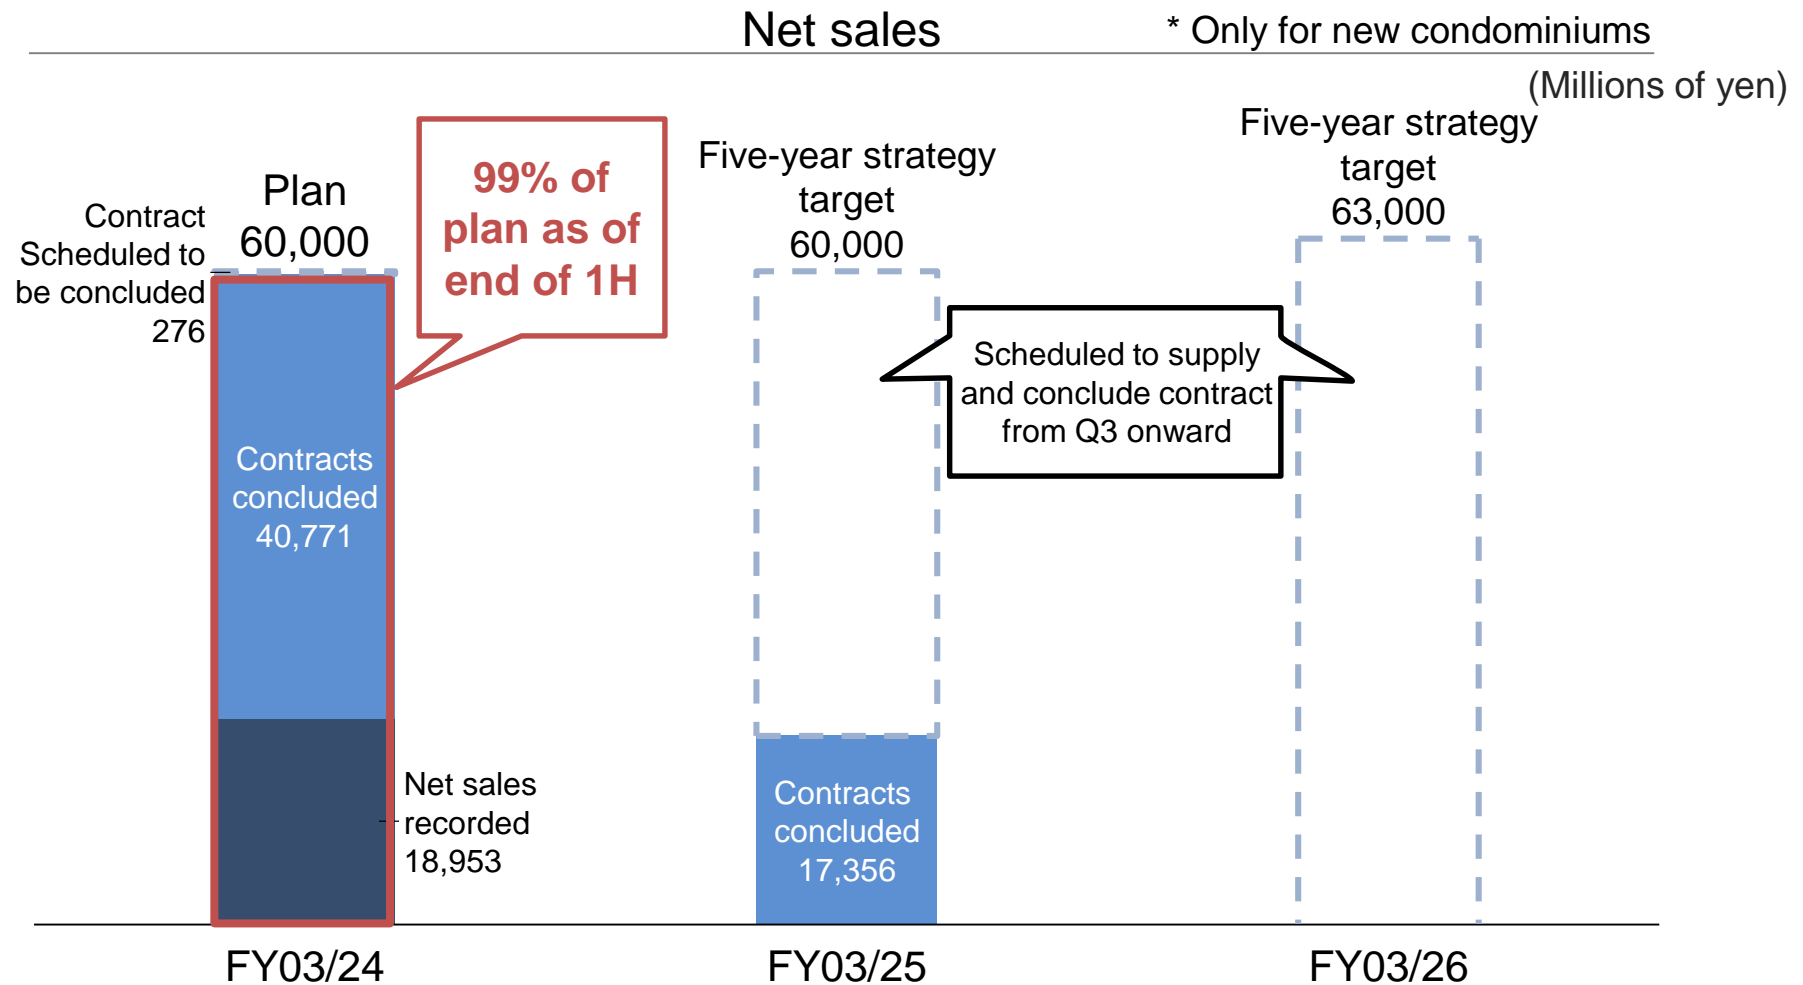 Net sales
* Only for new condominiums
(Millions of yen)
Contract
Scheduled to
be concluded
276
Plan
60,000
99% of
plan as of
end of 1H
Five-year strategy
target
60,000
Five-year strategy
target
63,000
Scheduled to supply
and conclude contract
from Q3 onward
Contracts
concluded
40,771
Net sales
recorded
18,953
Contracts
concluded
17,356
FY03/24
FY03/25
FY03/26